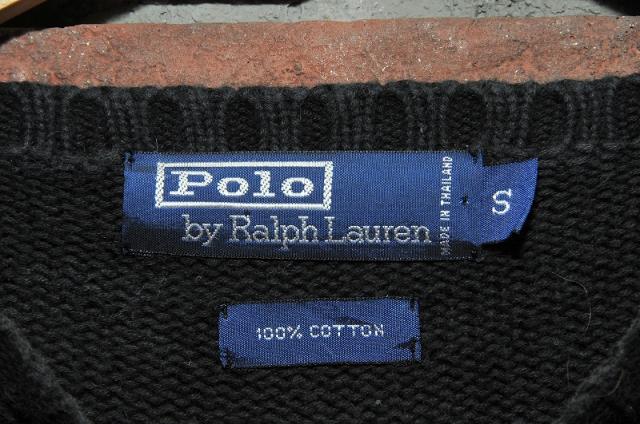 Polo
by Ralph Lauren
MADE IN THAILAND
S
100% COTTON